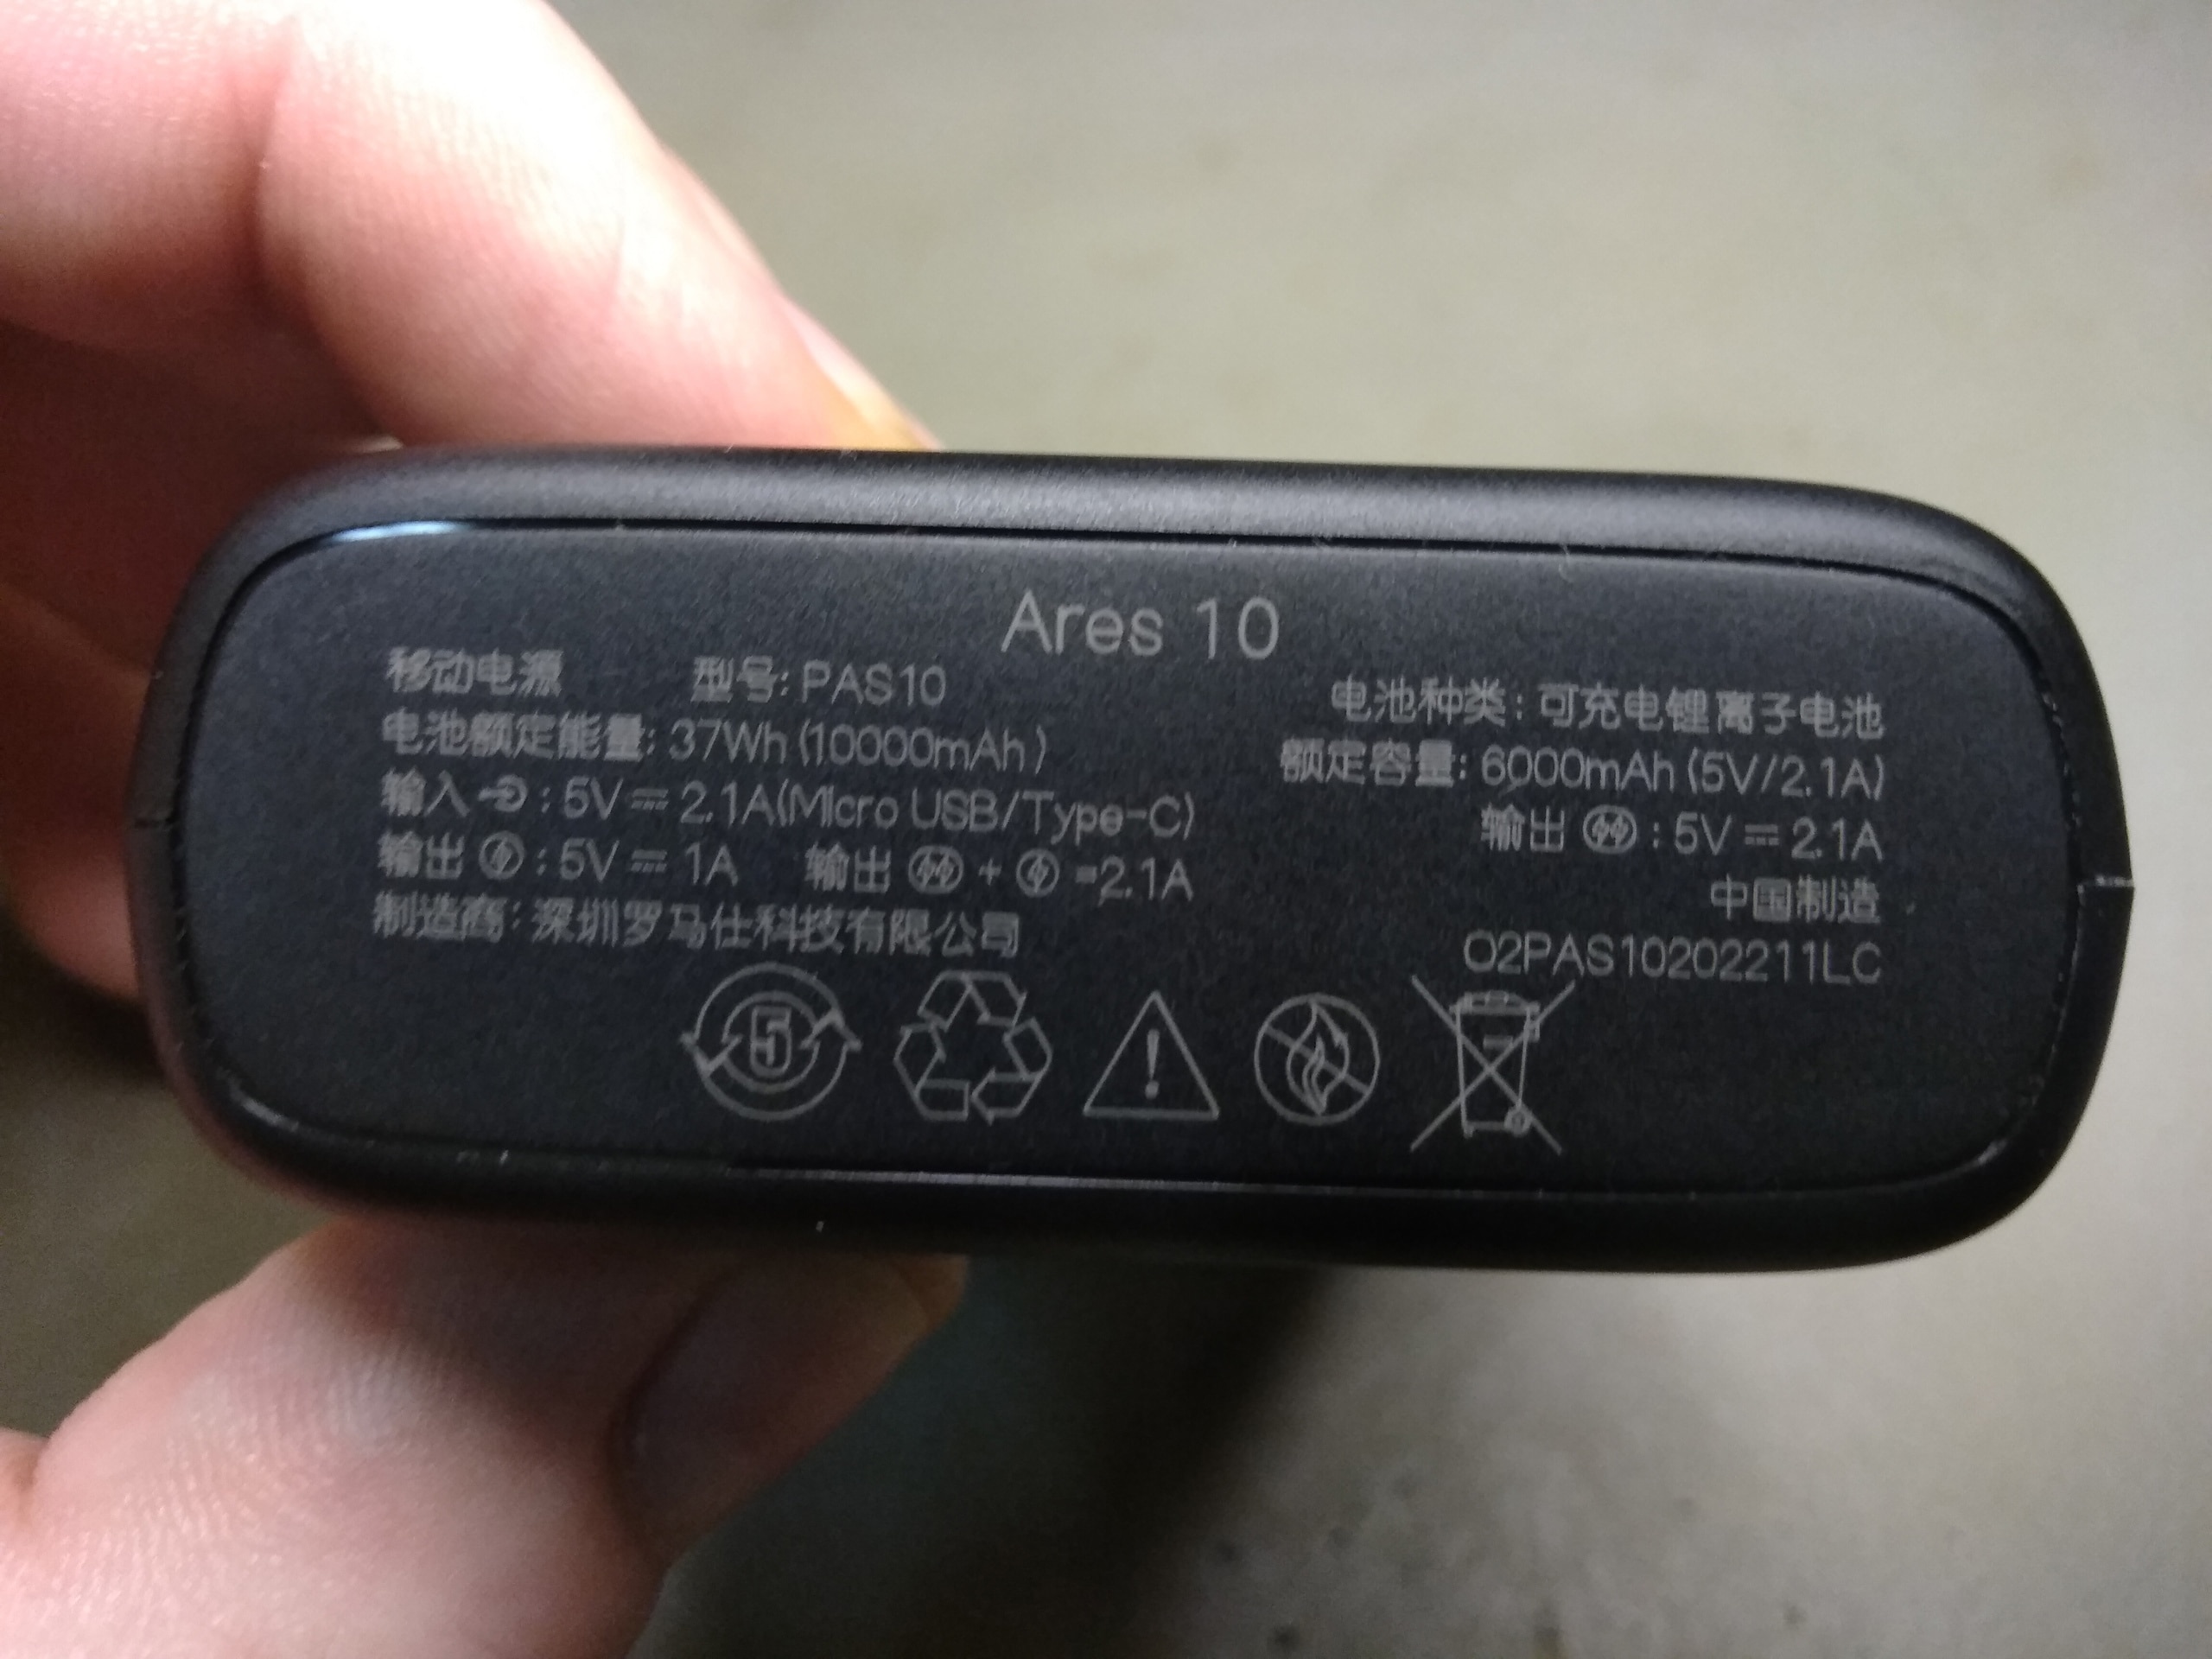 Ares 10
移动电源 型号: PAS10
电池额定能量: 37Wh (10000mAh)
输入 : 5V⎓2.1A(Micro USB/Type-C)
输出 : 5V⎓1A 输出 + =2.1A
制造商: 深圳罗马仕科技有限公司
电池种类: 可充电锂离子电池
额定容量: 6000mAh (5V/2.1A)
输出 : 5V⎓2.1A
中国制造
02PAS10202211LC
5